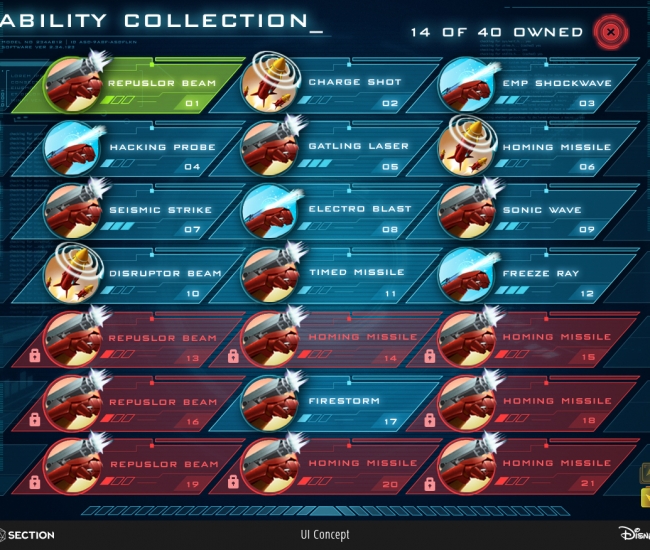 ABILITY COLLECTION_
14 OF 40 OWNED
REPUSLOR BEAM
01
CHARGE SHOT
02
EMP SHOCKWAVE
03
HACKING PROBE
04
GATLING LASER
05
HOMING MISSILE
06
SEISMIC STRIKE
07
ELECTRO BLAST
08
SONIC WAVE
09
DISRUPTOR BEAM
10
TIMED MISSILE
11
FREEZE RAY
12
REPUSLOR BEAM
13
HOMING MISSILE
14
HOMING MISSILE
15
REPUSLOR BEAM
16
FIRESTORM
17
HOMING MISSILE
18
REPUSLOR BEAM
19
HOMING MISSILE
20
HOMING MISSILE
21
SECTION
UI Concept